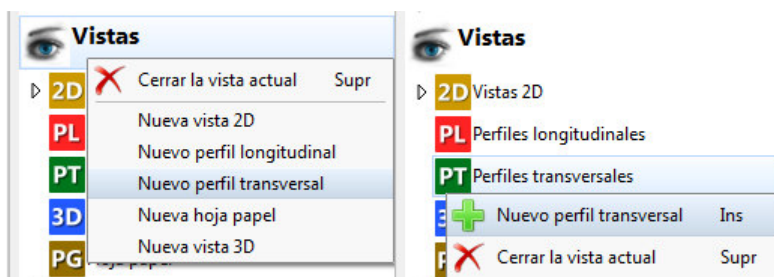 Vistas
Cerrar la vista actual Supr
2D
Nueva vista 2D
PL
Nuevo perfil longitudinal
PT
Nuevo perfil transversal
3D
Nueva hoja papel
PG
Nueva vista 3D
Vistas
2D Vistas 2D
PL Perfiles longitudinales
PT Perfiles transversales
Nuevo perfil transversal Ins
Cerrar la vista actual Supr